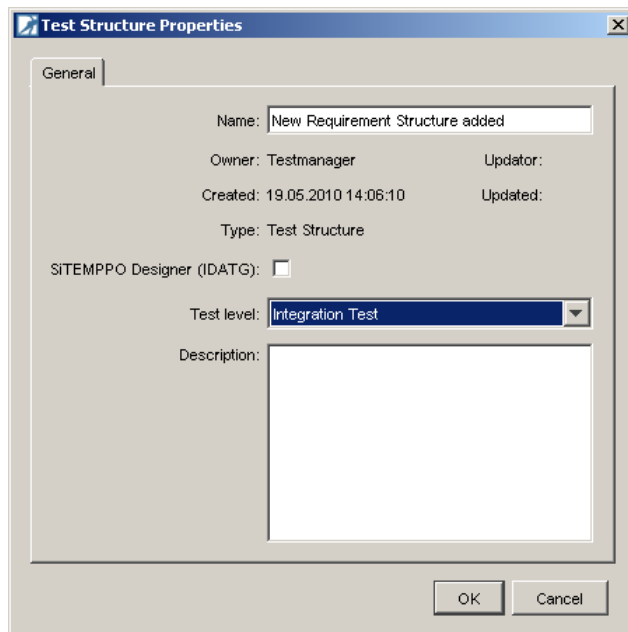 Test Structure Properties
General
Name: New Requirement Structure added
Owner: Testmanager Updator:
Created: 19.05.2010 14:06:10 Updated:
Type: Test Structure
SiTEMPPO Designer (IDATG):
Test level: Integration Test
Description:
OK Cancel